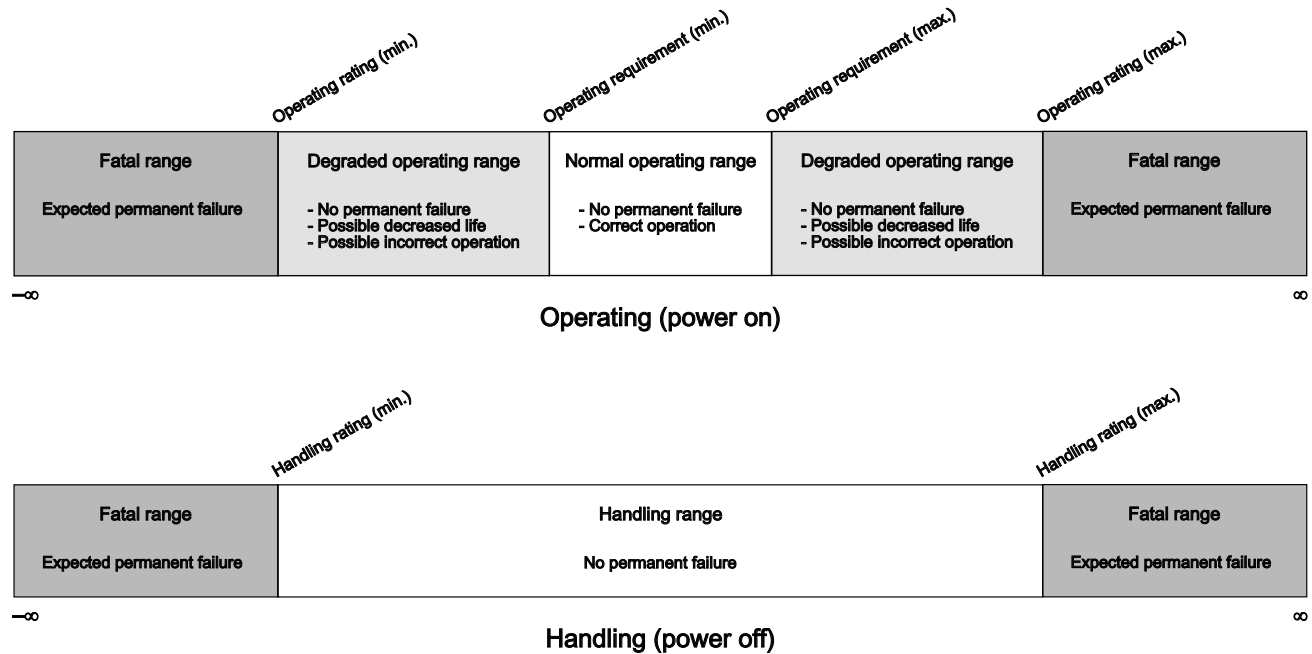 Operating rating (min.)
Operating requirement (min.)
Operating requirement (max.)
Operating rating (max.)
Fatal range
Expected permanent failure
Degraded operating range
- No permanent failure
- Possible decreased life
- Possible incorrect operation
Normal operating range
- No permanent failure
- Correct operation
Degraded operating range
- No permanent failure
- Possible decreased life
- Possible incorrect operation
Fatal range
Expected permanent failure
–∞
∞
Operating (power on)
Handling rating (min.)
Handling rating (max.)
Fatal range
Expected permanent failure
Handling range
No permanent failure
Fatal range
Expected permanent failure
–∞
∞
Handling (power off)